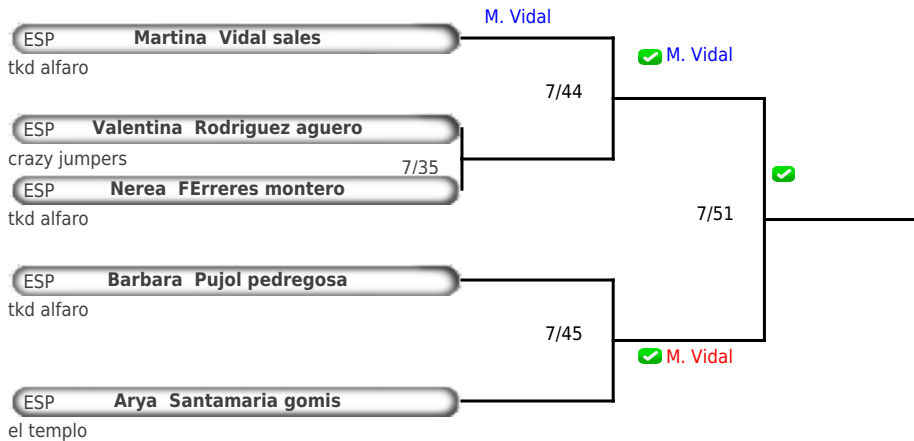 M. Vidal
ESP Martina Vidal sales
tkd alfaro
M. Vidal
7/44
ESP Valentina Rodriguez aguero
crazy jumpers
7/35
ESP Nerea FErreres montero
tkd alfaro
7/51
ESP Barbara Pujol pedregosa
tkd alfaro
7/45
M. Vidal
ESP Arya Santamaria gomis
el templo